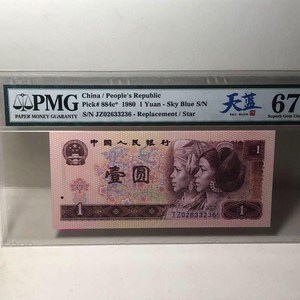 PMG
PAPER MONEY GUARANTY
China / People's Republic
Pick# 884c* 1980 1 Yuan - Sky Blue S/N
S/N JZ02633236 - Replacement / Star
天蓝
67
中国人民银行
1
壹圆
1
JZ02633236